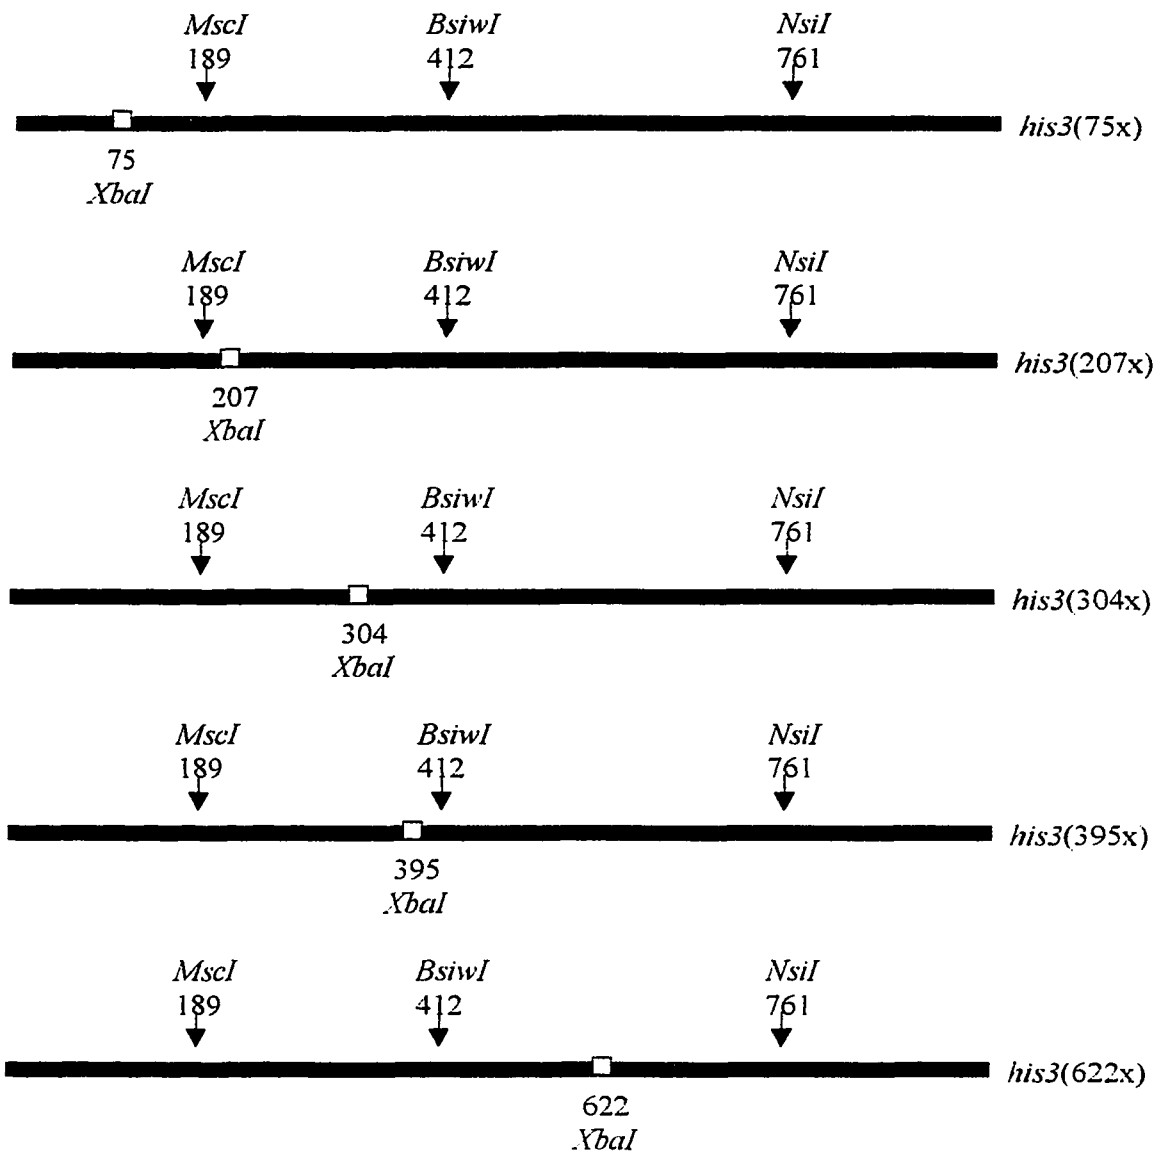 MscI BsiwI NsiI
189 412 761
his3(75x)
75
XbaI
MscI BsiwI NsiI
189 412 761
his3(207x)
207
XbaI
MscI BsiwI NsiI
189 412 761
his3(304x)
304
XbaI
MscI BsiwI NsiI
189 412 761
his3(395x)
395
XbaI
MscI BsiwI NsiI
189 412 761
his3(622x)
622
XbaI